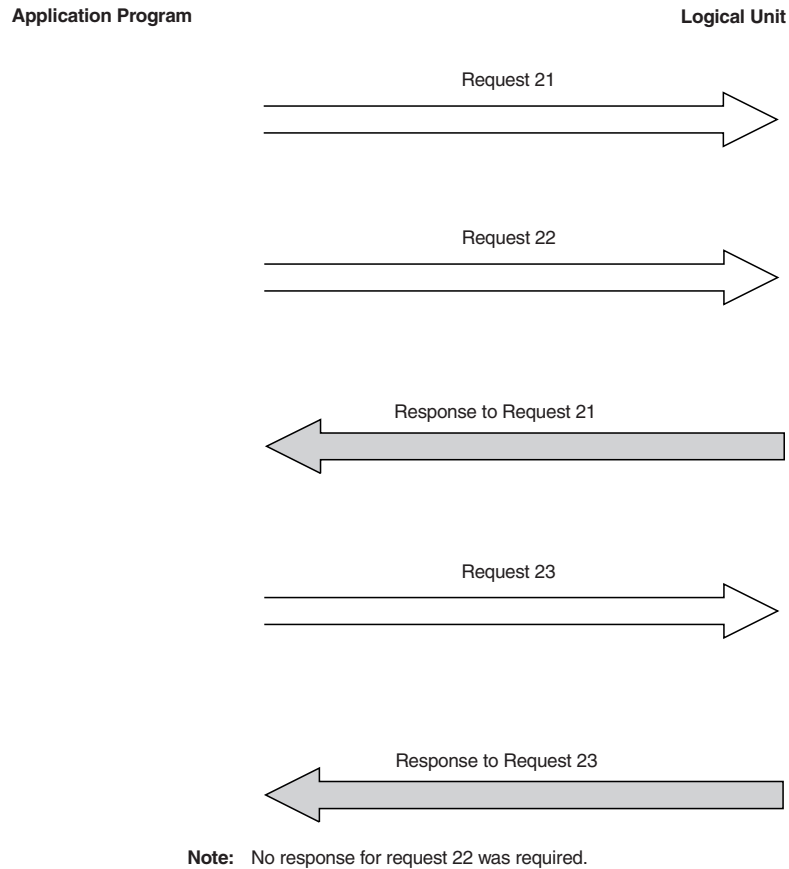 Application Program
Logical Unit
Request 21
Request 22
Response to Request 21
Request 23
Response to Request 23
Note: No response for request 22 was required.